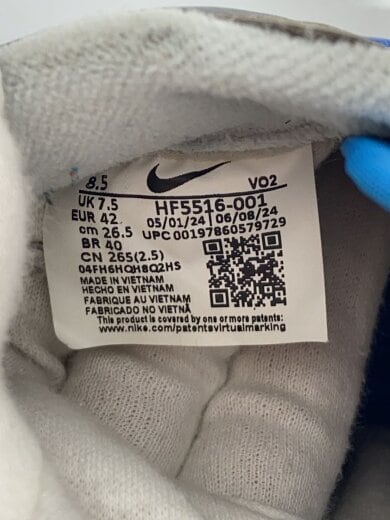 8.5 VO2
UK 7.5 HF5516-001
EUR 42 05/01/24 06/08/24
cm 26.5 UPC 00197860579729
BR 40
CN 265(2.5)
04FH6HQH8Q2HS
MADE IN VIETNAM
HECHO EN VIETNAM
FABRIQUE AU VIETNAM
FABRICADO NO VIETNÃ
This product is covered by one or more patents:
www.nike.com/patentsvirtualmarking